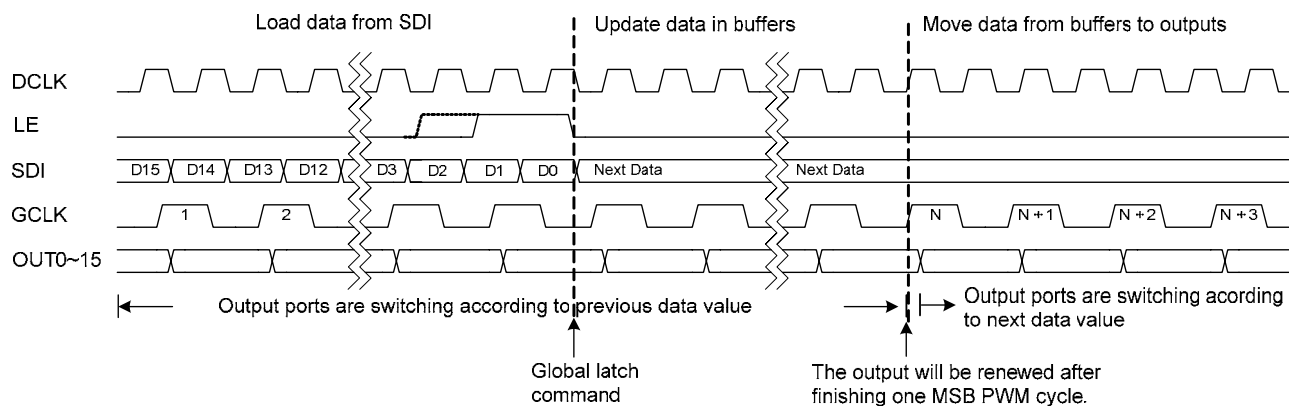 Load data from SDI
Update data in buffers
Move data from buffers to outputs
DCLK
LE
SDI D15 D14 D13 D12 D3 D2 D1 D0 Next Data Next Data
GCLK 1 2 N N+1 N+2 N+3
OUT0~15
Output ports are switching according to previous data value
Output ports are switching acording
to next data value
Global latch
command
The output will be renewed after
finishing one MSB PWM cycle.